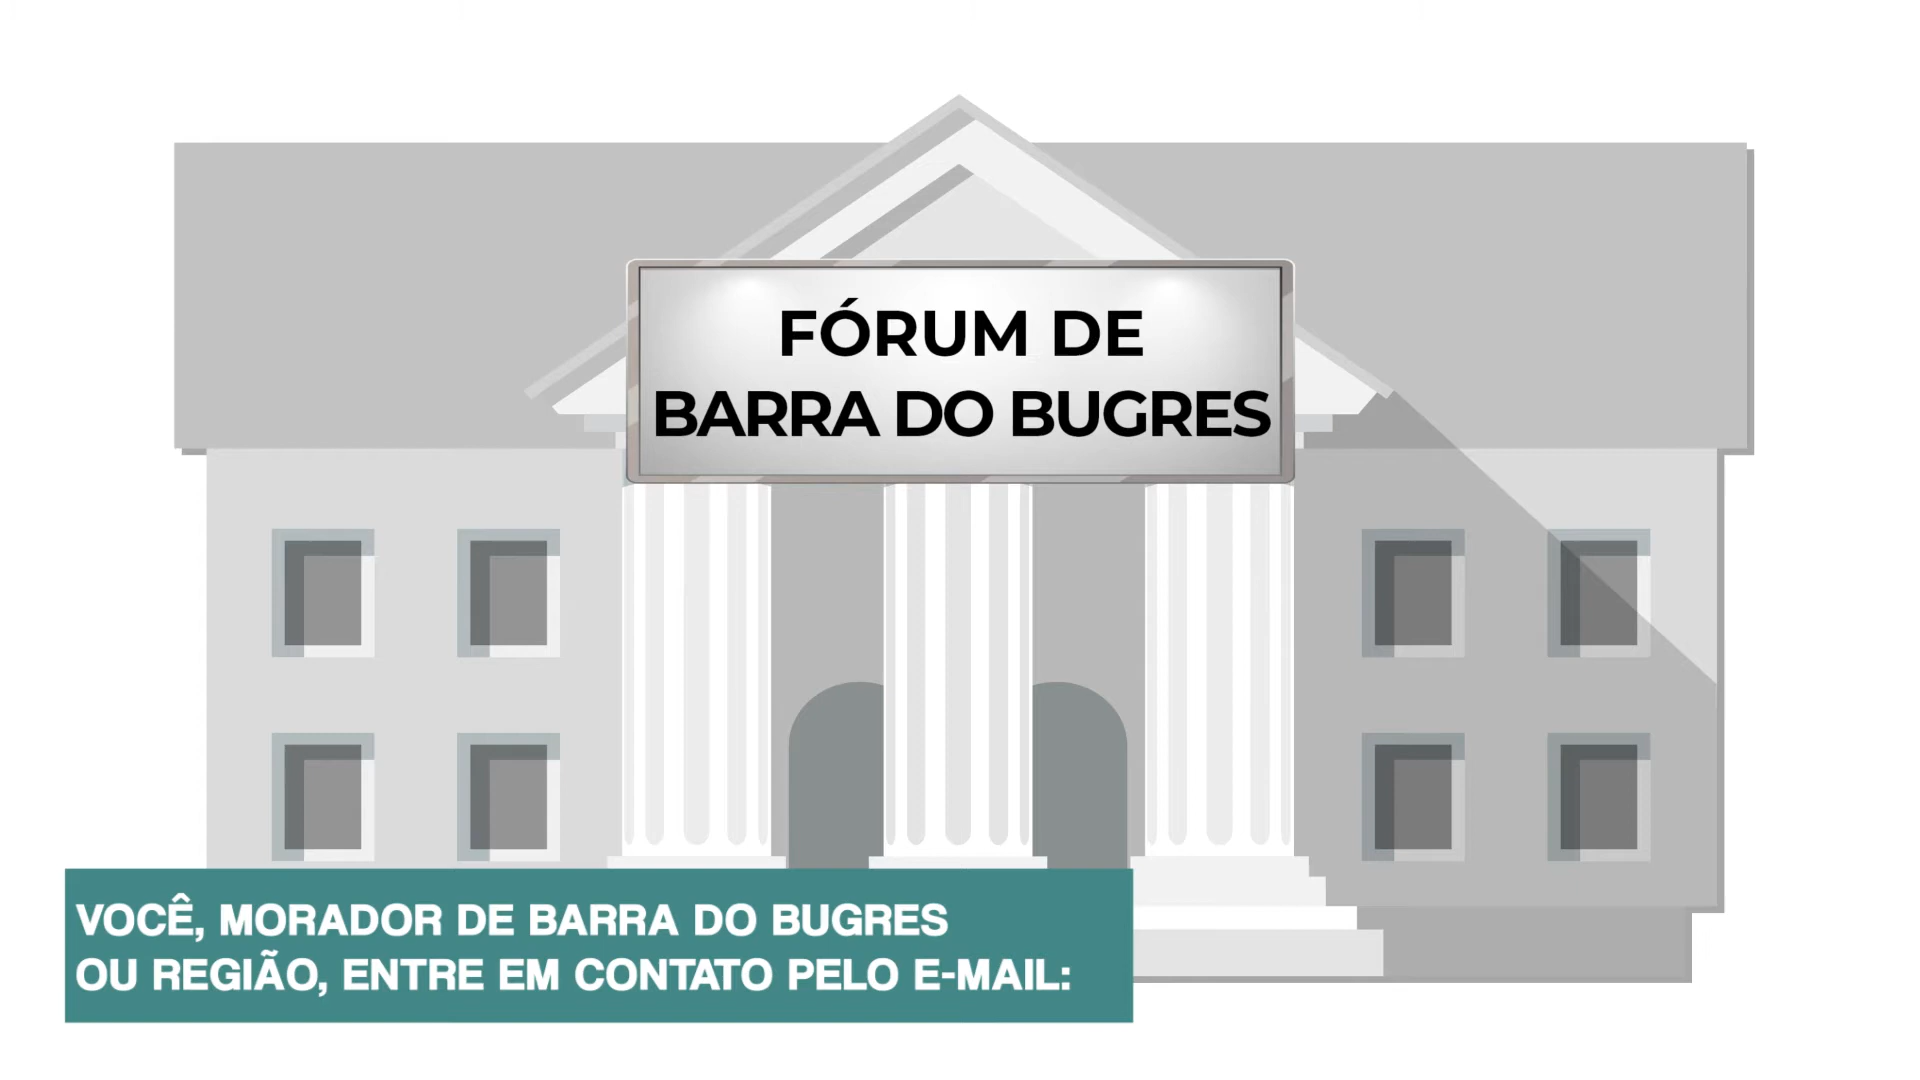 FÓRUM DE
BARRA DO BUGRES
VOCÊ, MORADOR DE BARRA DO BUGRES
OU REGIÃO, ENTRE EM CONTATO PELO E-MAIL: